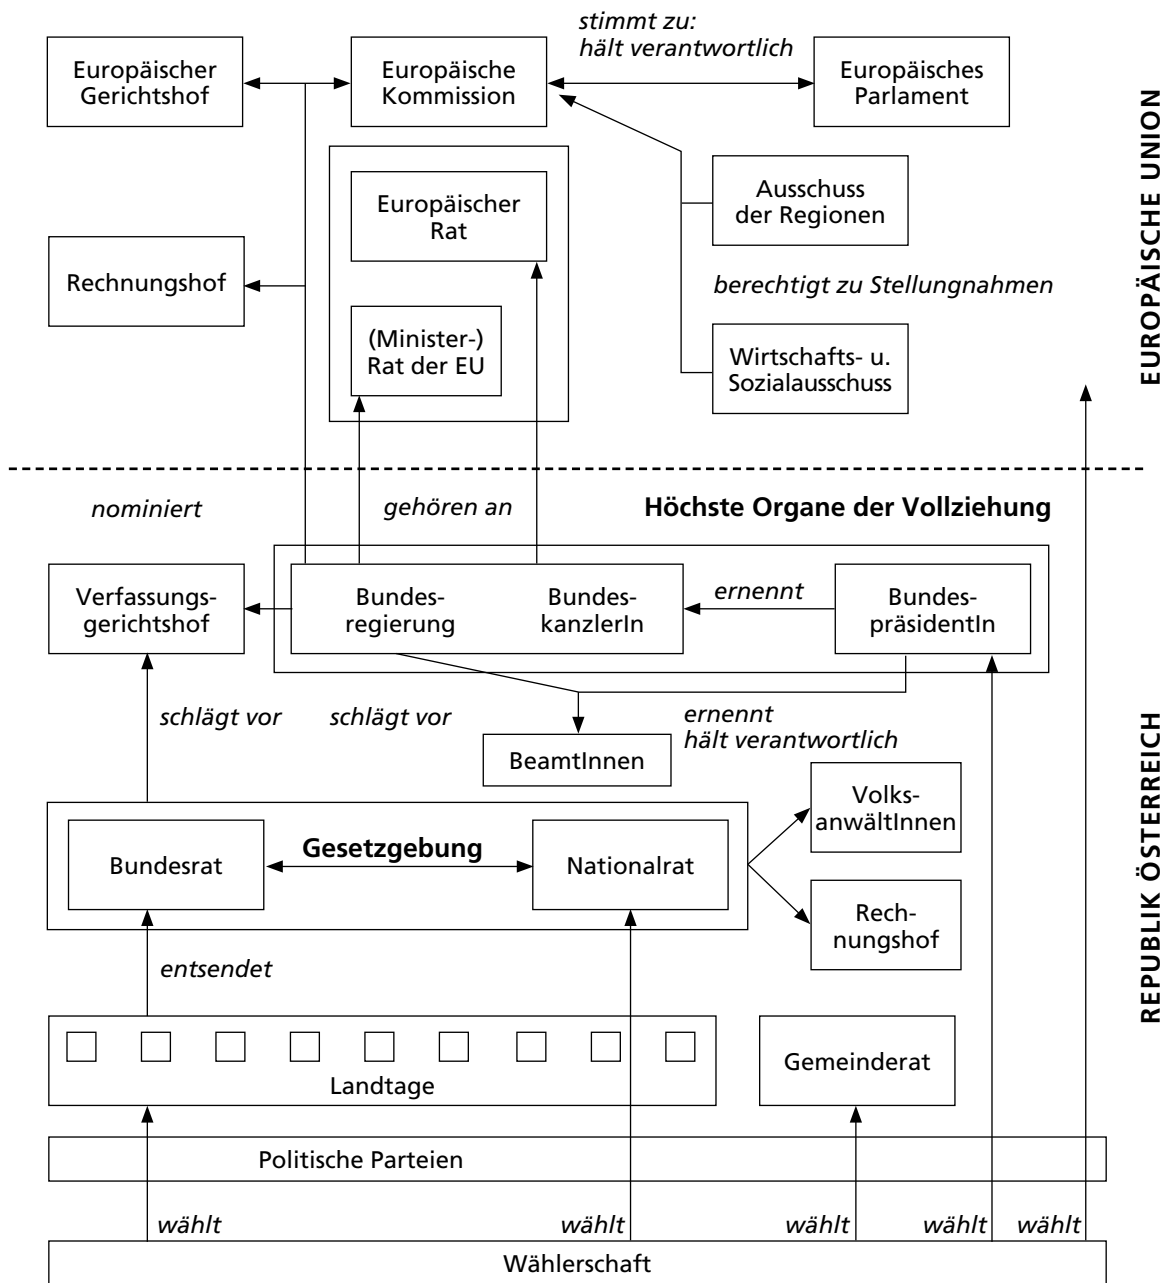 stimmt zu:
hält verantwortlich
Europäischer
Gerichtshof
Europäische
Kommission
Europäisches
Parlament
Europäischer
Rat
Ausschuss
der Regionen
Rechnungshof
berechtigt zu Stellungnahmen
(Minister-)
Rat der EU
Wirtschafts- u.
Sozialausschuss
EUROPÄISCHE UNION
nominiert
gehören an
Höchste Organe der Vollziehung
Verfassungs-
gerichtshof
Bundes-
regierung
Bundes-
kanzlerIn
ernennt
Bundes-
präsidentIn
schlägt vor
schlägt vor
ernennt
hält verantwortlich
BeamtInnen
Volks-
anwältInnen
Bundesrat
Gesetzgebung
Nationalrat
Rech-
nungshof
entsendet
Landtage
Gemeinderat
REPUBLIK ÖSTERREICH
Politische Parteien
wählt
wählt
wählt
wählt
wählt
Wählerschaft